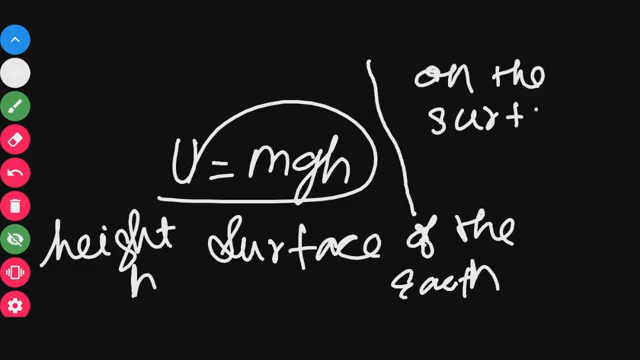 on the
surf
U = mgh
height surface of the
h earth